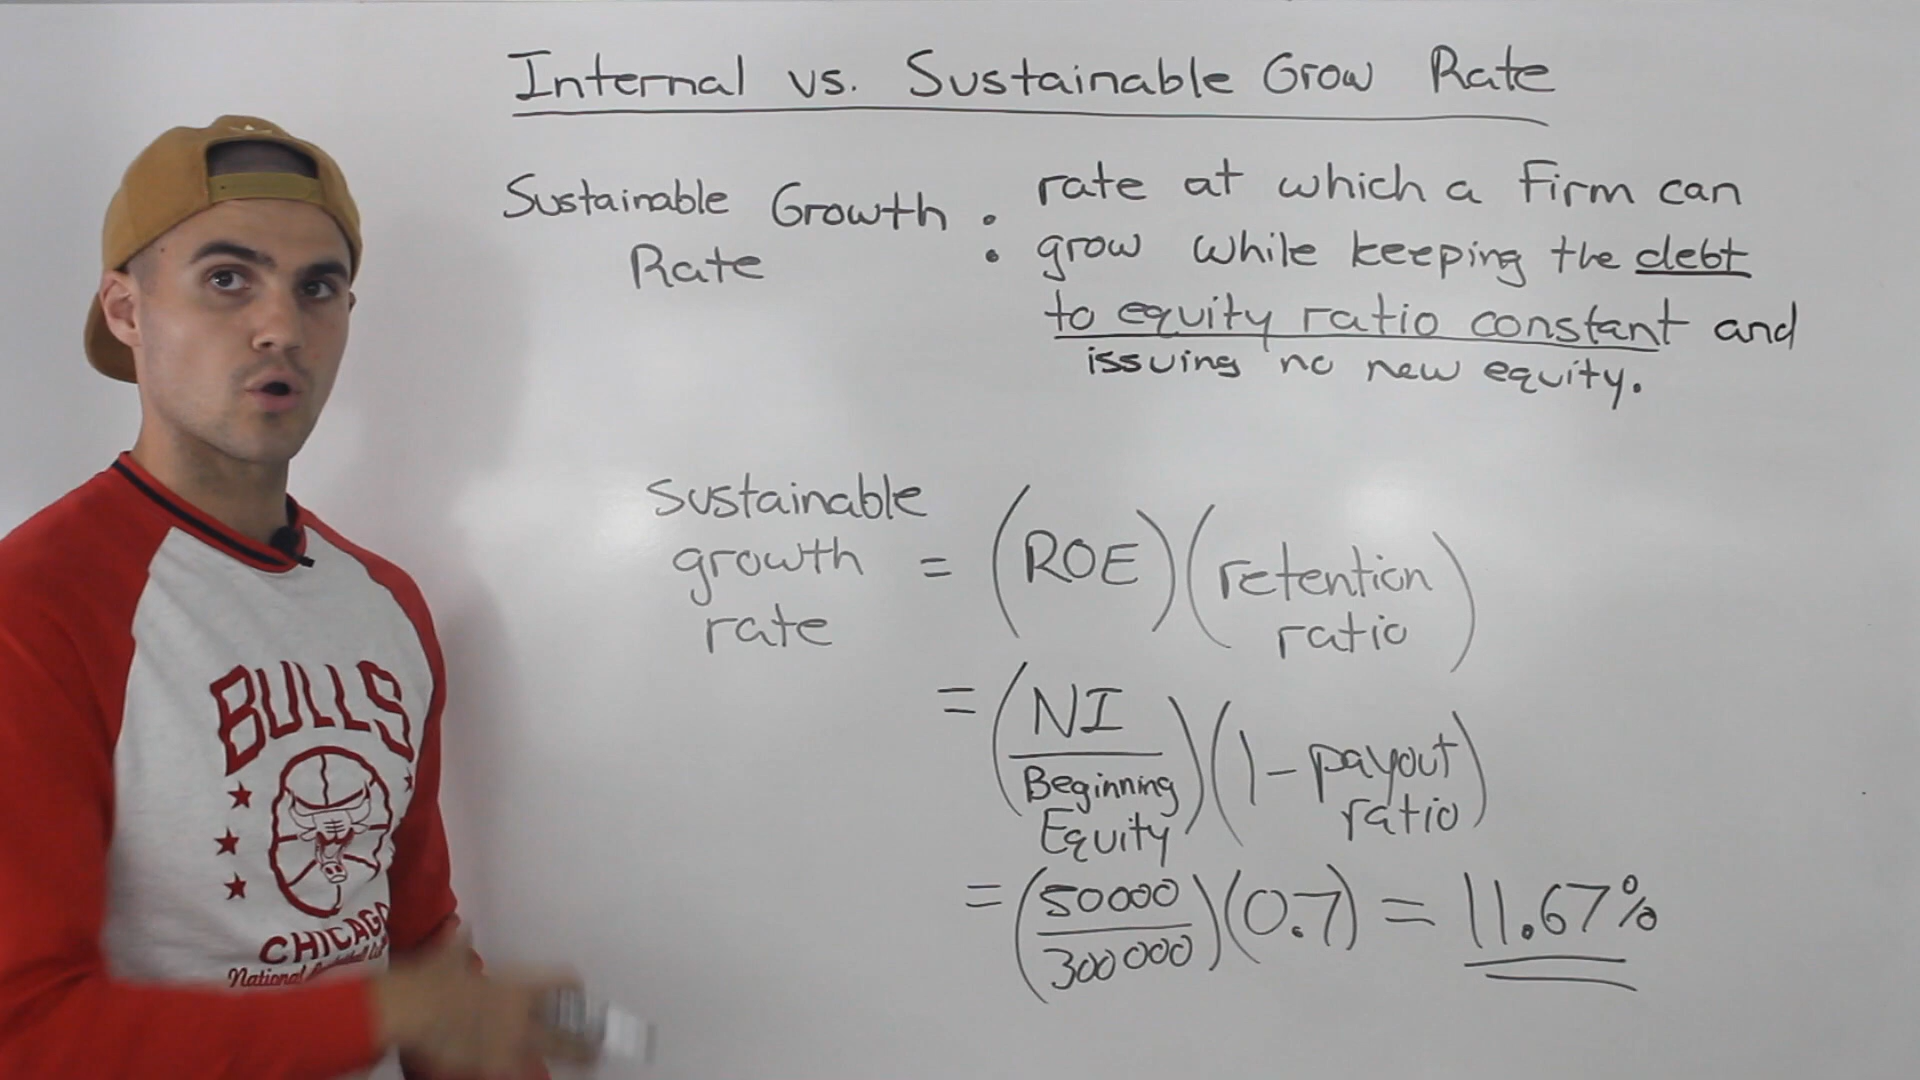 Internal vs. Sustainable Grow Rate
Sustainable Growth Rate : rate at which a firm can
grow while keeping the debt
to equity ratio constant and
issuing no new equity.
Sustainable
growth
rate
= (ROE) (retention ratio)
= (NI / Beginning Equity) (1 - payout ratio)
= (50000 / 300000) (0.7) = 11.67%
BULLS
CHICAGO
National